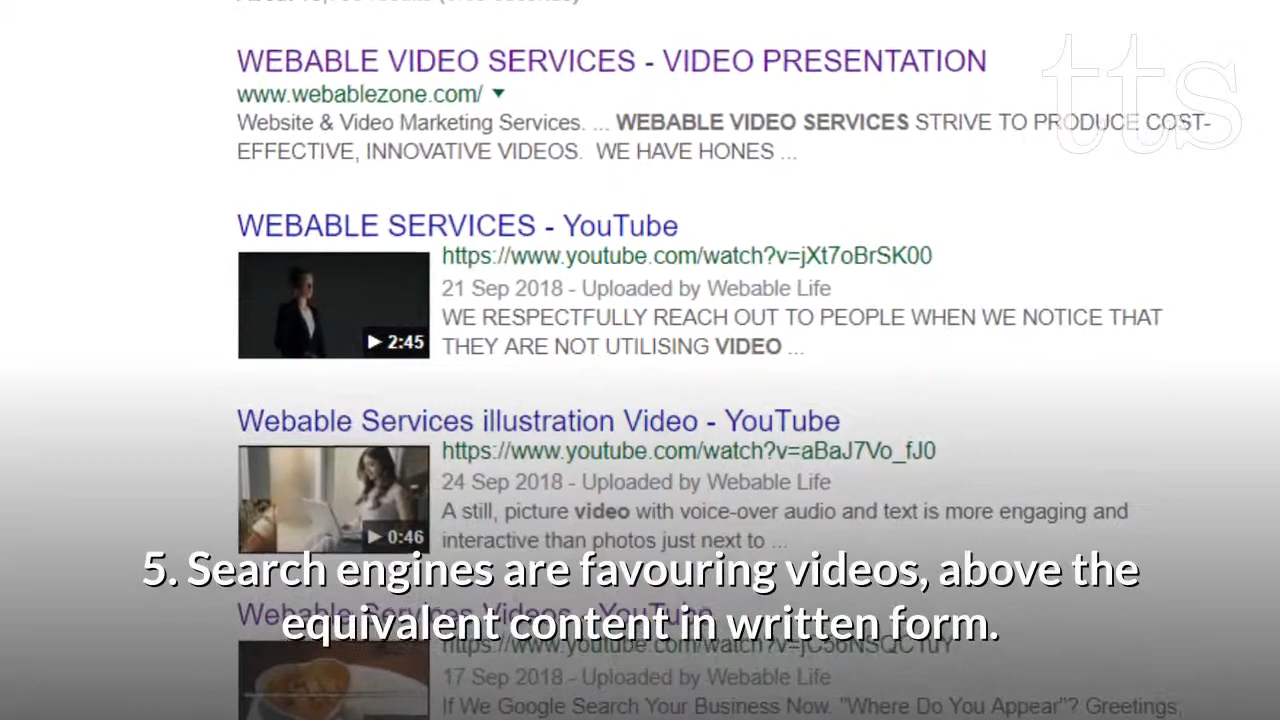 tts
WEBABLE VIDEO SERVICES - VIDEO PRESENTATION
www.webablezone.com/
Website & Video Marketing Services. ... WEBABLE VIDEO SERVICES STRIVE TO PRODUCE COST-
EFFECTIVE, INNOVATIVE VIDEOS. WE HAVE HONES ...
WEBABLE SERVICES - YouTube
https://www.youtube.com/watch?v=jXt7oBrSK00
21 Sep 2018 - Uploaded by Webable Life
WE RESPECTFULLY REACH OUT TO PEOPLE WHEN WE NOTICE THAT
2:45
THEY ARE NOT UTILISING VIDEO ...
Webable Services illustration Video - YouTube
https://www.youtube.com/watch?v=aBaJ7Vo_fJ0
24 Sep 2018 - Uploaded by Webable Life
A still, picture video with voice-over audio and text is more engaging and
0:46
interactive than photos just next to ...
5. Search engines are favouring videos, above the
equivalent content in written form.
Webable Services Videos - YouTube
17 Sep 2018 - Uploaded by Webable Life
If We Google Search Your Business Now. "Where Do You Appear"? Greetings,